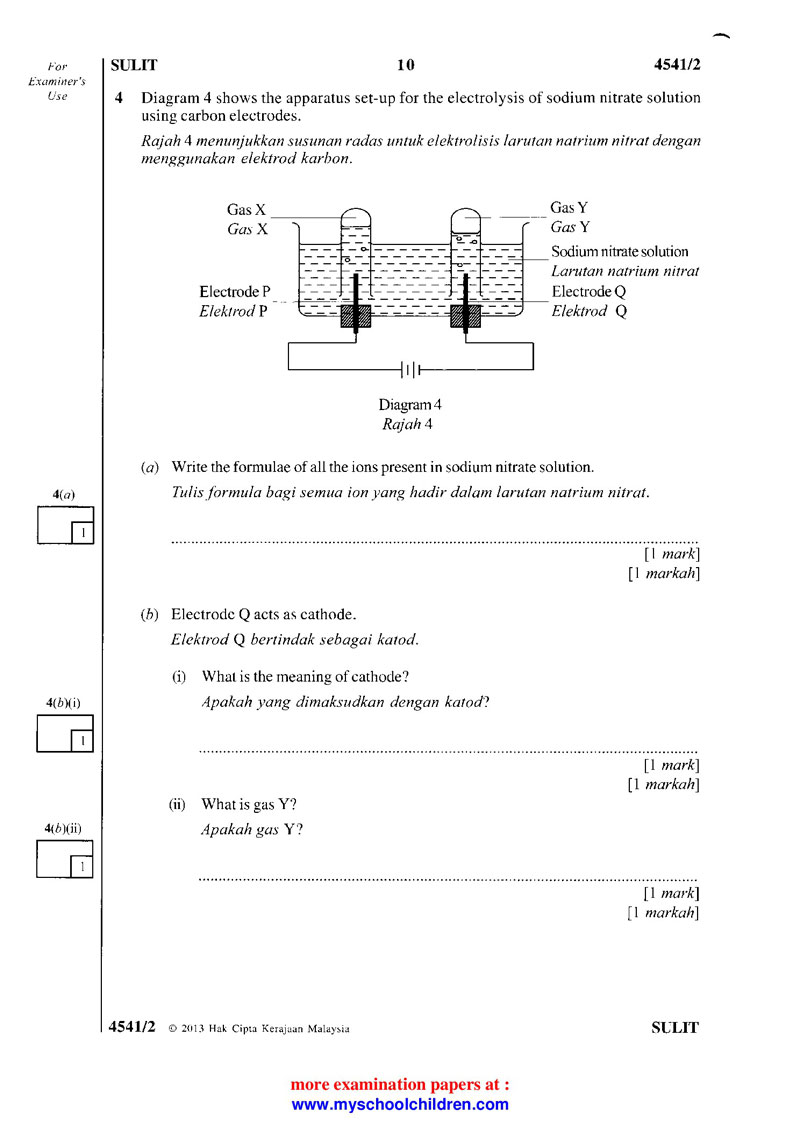 For
Examiner's
Use
SULIT 10 4541/2
4 Diagram 4 shows the apparatus set-up for the electrolysis of sodium nitrate solution
using carbon electrodes.
Rajah 4 menunjukkan susunan radas untuk elektrolisis larutan natrium nitrat dengan
menggunakan elektrod karbon.
Gas X
Gas X
Gas Y
Gas Y
Sodium nitrate solution
Larutan natrium nitrat
Electrode P
Elektrod P
Electrode Q
Elektrod Q
Diagram 4
Rajah 4
(a) Write the formulae of all the ions present in sodium nitrate solution.
Tulis formula bagi semua ion yang hadir dalam larutan natrium nitrat.
4(a)
1
[1 mark]
[1 markah]
(b) Electrode Q acts as cathode.
Elektrod Q bertindak sebagai katod.
(i) What is the meaning of cathode?
Apakah yang dimaksudkan dengan katod?
4(b)(i)
1
[1 mark]
[1 markah]
(ii) What is gas Y?
Apakah gas Y?
4(b)(ii)
1
[1 mark]
[1 markah]
4541/2 © 2013 Hak Cipta Kerajaan Malaysia SULIT
more examination papers at :
www.myschoolchildren.com